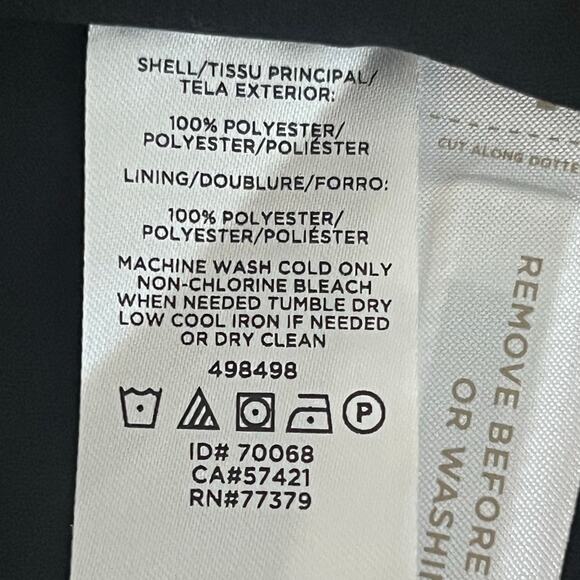 SHELL/TISSU PRINCIPAL/
TELA EXTERIOR:
100% POLYESTER/
POLYESTER/POLIÉSTER
LINING/DOUBLURE/FORRO:
100% POLYESTER/
POLYESTER/POLIÉSTER
MACHINE WASH COLD ONLY
NON-CHLORINE BLEACH
WHEN NEEDED TUMBLE DRY
LOW COOL IRON IF NEEDED
OR DRY CLEAN
498498
P
ID# 70068
CA#57421
RN#77379
CUT ALONG DOTTE
REMOVE BEFORE
OR WASHI